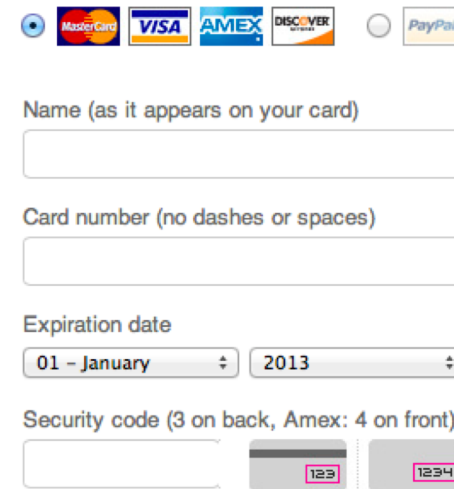 MasterCard VISA AMEX DISCOVER PayPal
Name (as it appears on your card)
Card number (no dashes or spaces)
Expiration date
01 – January 2013
Security code (3 on back, Amex: 4 on front)
123 1234